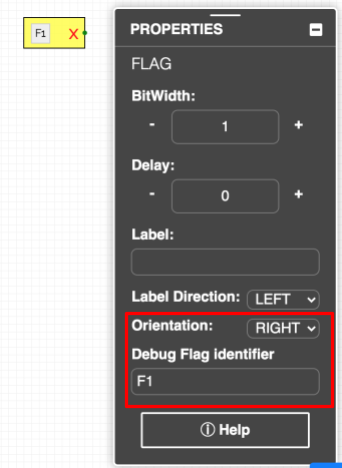 F1 X
PROPERTIES
FLAG
BitWidth:
- 1 +
Delay:
- 0 +
Label:
Label Direction: LEFT
Orientation: RIGHT
Debug Flag identifier
F1
ⓘ Help